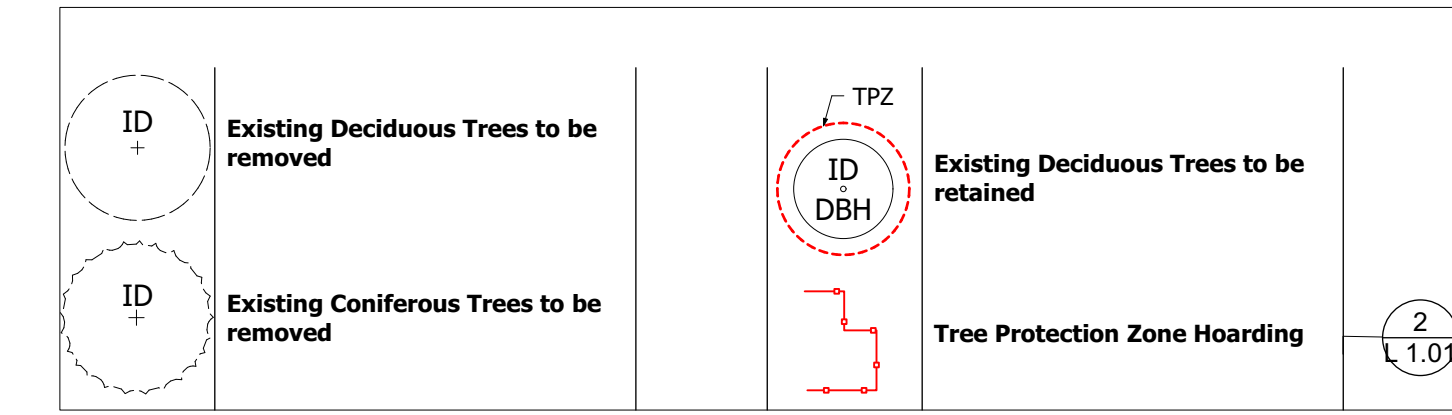 ID
Existing Deciduous Trees to be
removed
ID
Existing Coniferous Trees to be
removed
TPZ
ID
DBH
Existing Deciduous Trees to be
retained
Tree Protection Zone Hoarding
2
L 1.01